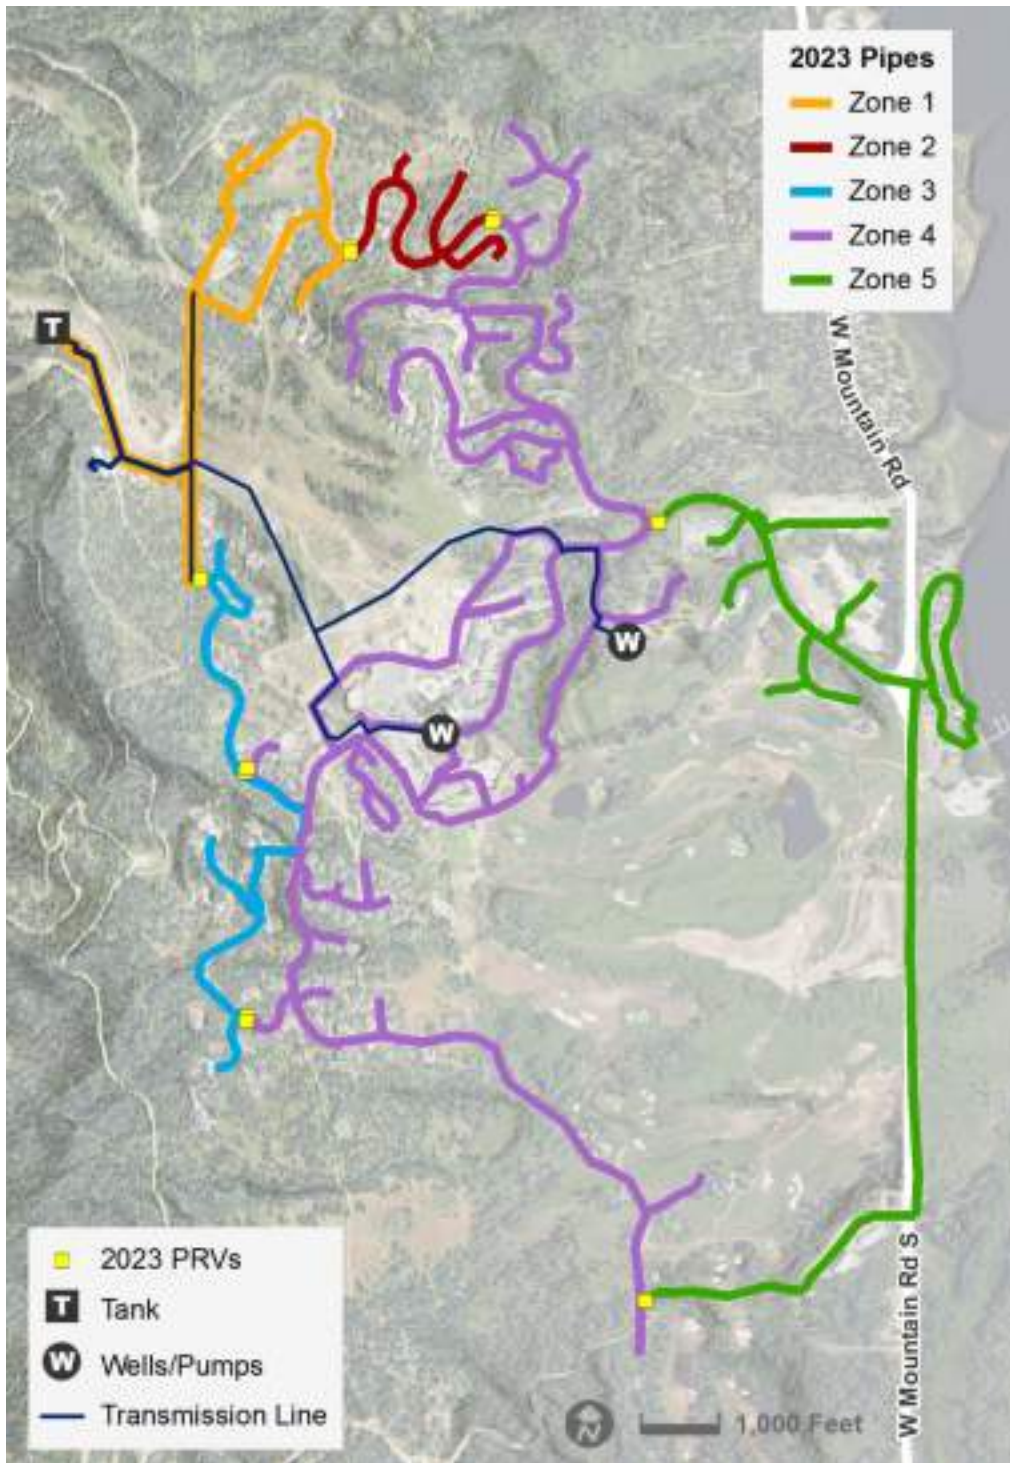 2023 Pipes
Zone 1
Zone 2
Zone 3
Zone 4
Zone 5
W Mountain Rd
T
W
W
2023 PRVs
T Tank
W Wells/Pumps
Transmission Line
N
1,000 Feet
W Mountain Rd S